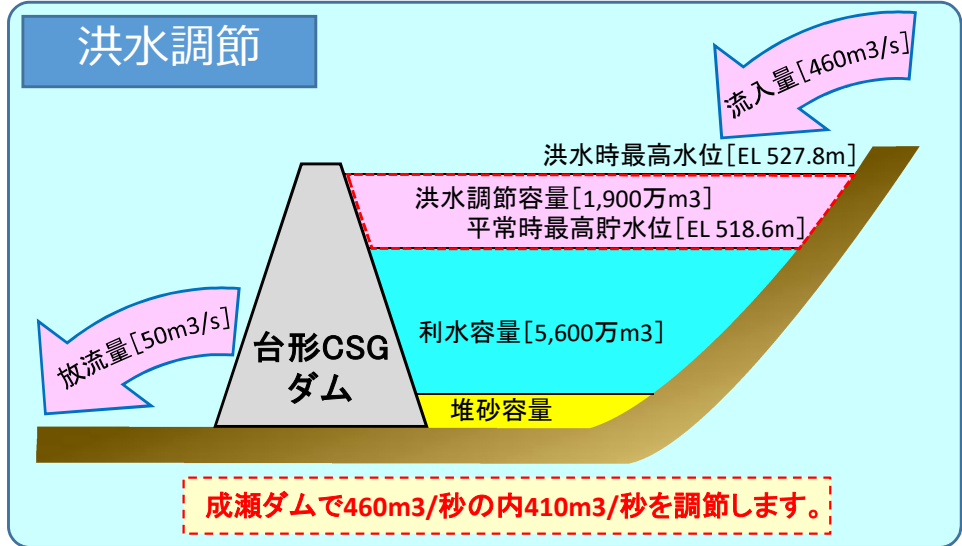 洪水調節
流入量[460m3/s]
洪水時最高水位[EL 527.8m]
洪水調節容量[1,900万m3]
平常時最高貯水位[EL 518.6m]
放流量[50m3/s]
台形CSG
ダム
利水容量[5,600万m3]
堆砂容量
成瀬ダムで460m3/秒の内410m3/秒を調節します。